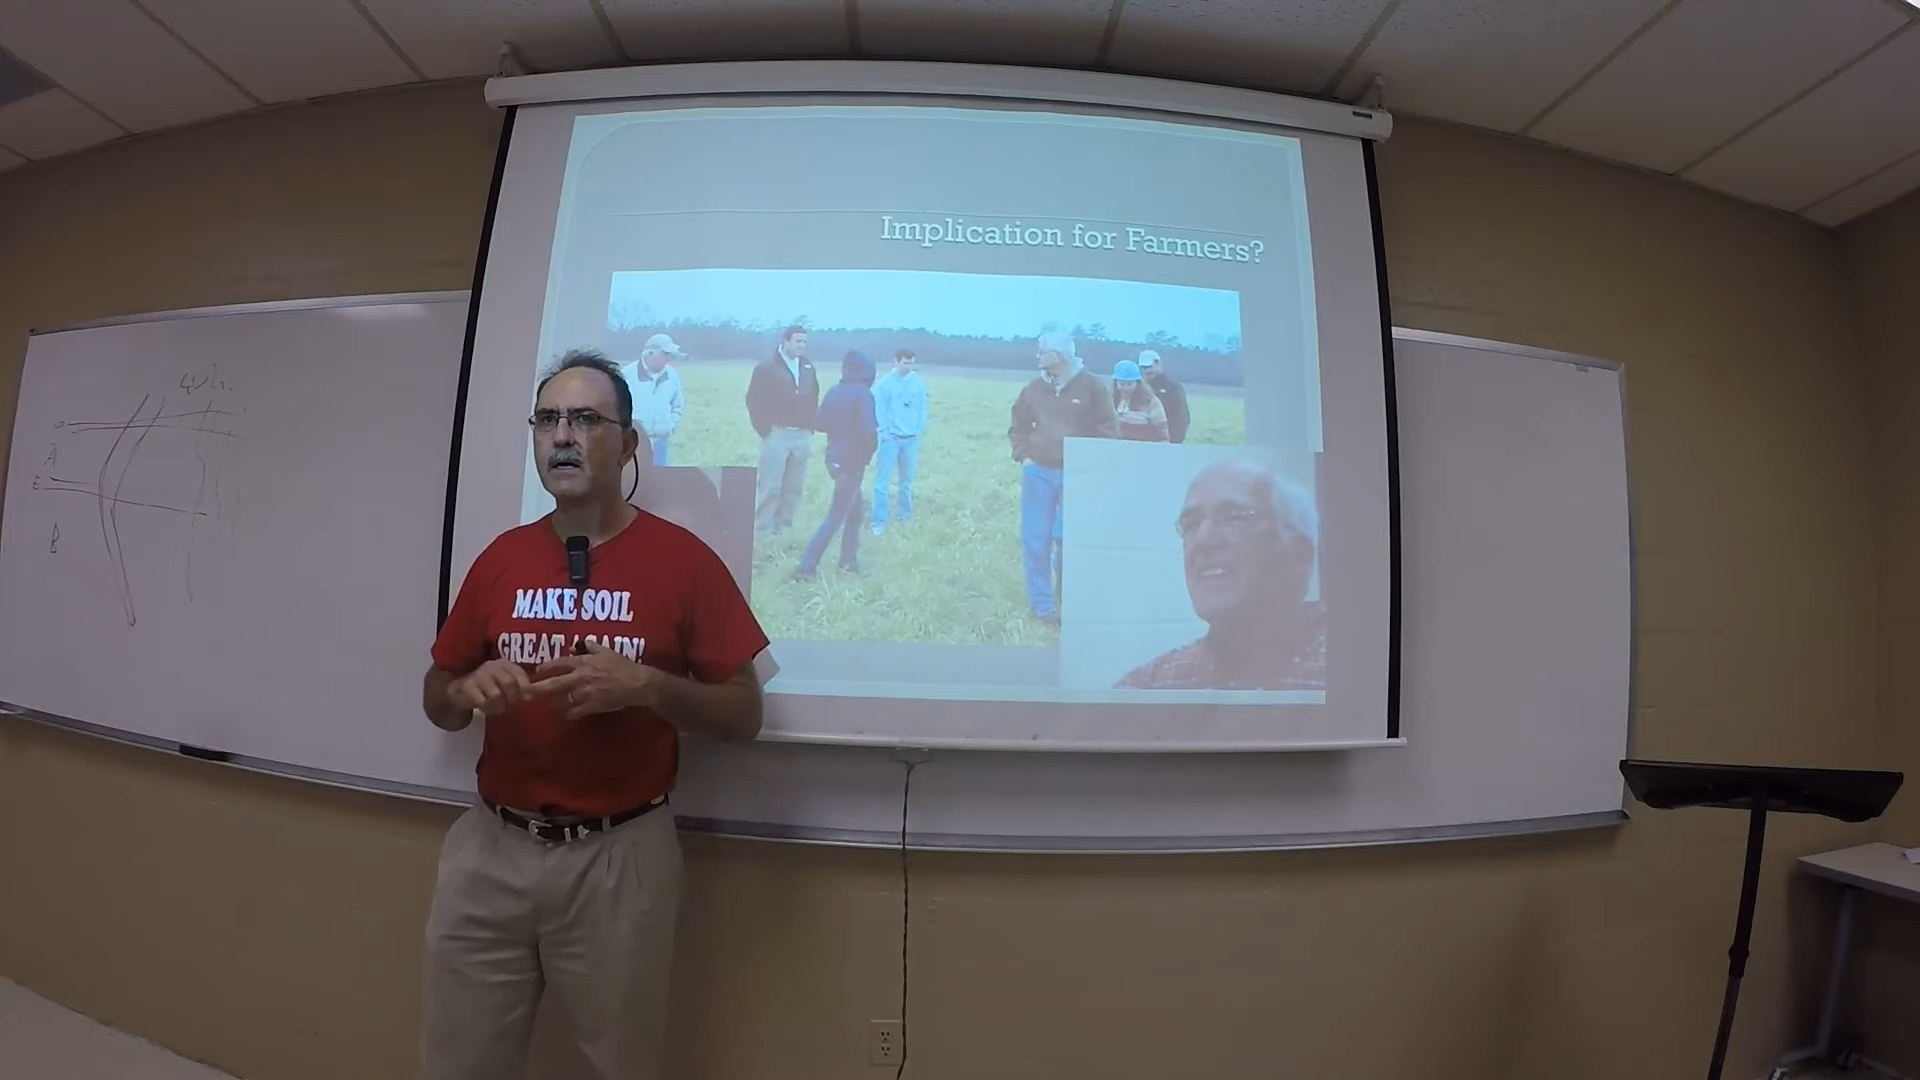 Implication for Farmers?
MAKE SOIL
GREAT AGAIN!
A
E
B